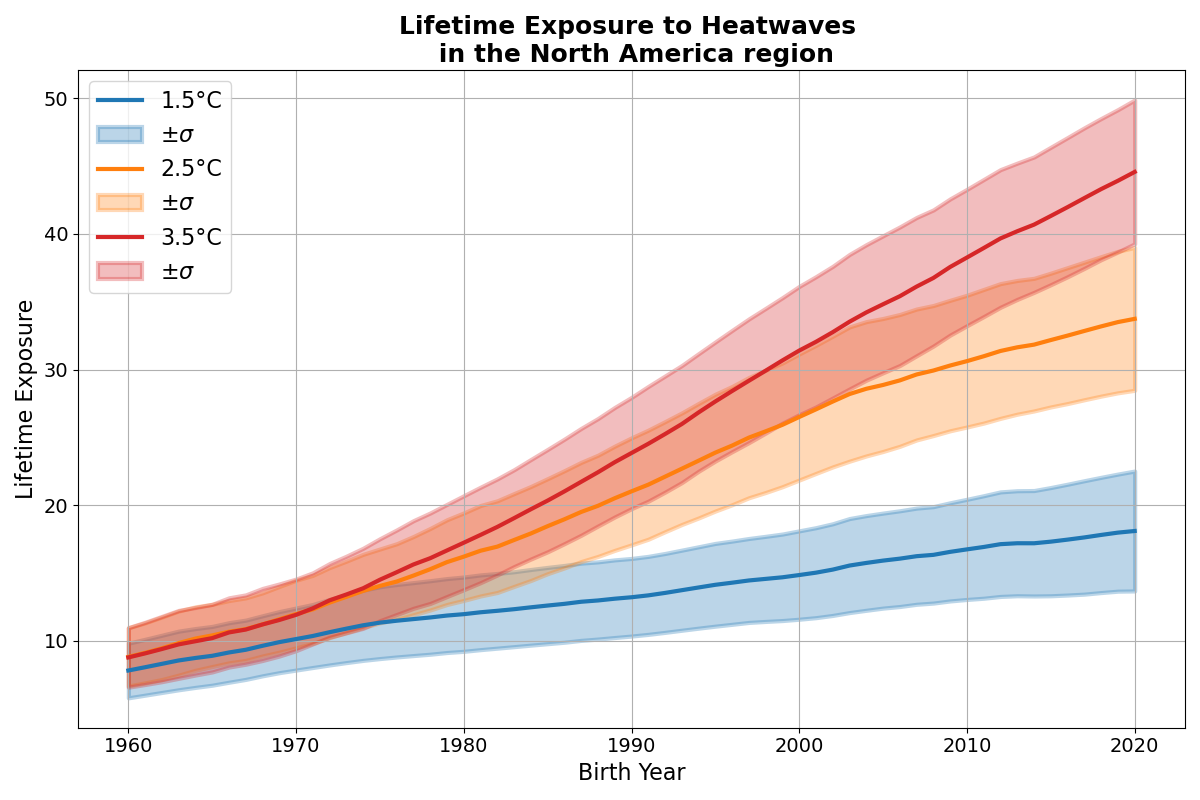 Lifetime Exposure to Heatwaves
in the North America region
50
40
30
20
10
Lifetime Exposure
1.5°C
±σ
2.5°C
±σ
3.5°C
±σ
1960 1970 1980 1990 2000 2010 2020
Birth Year